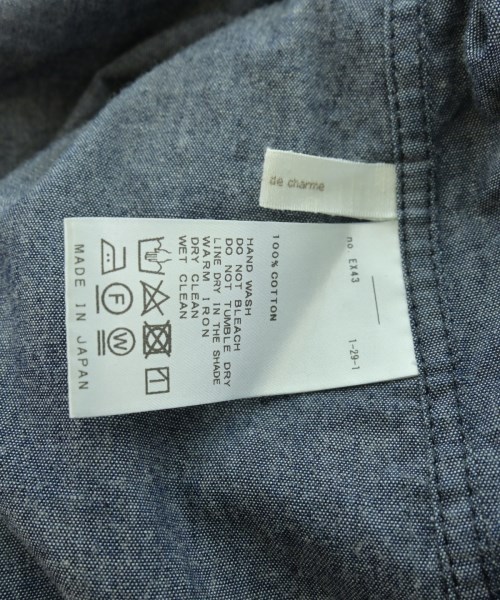 de charme
no EX43
1-29-1
100% COTTON
HAND WASH
DO NOT BLEACH
DO NOT TUMBLE DRY
LINE DRY IN THE SHADE
WARM IRON
DRY CLEAN
WET CLEAN
F
W
MADE IN JAPAN